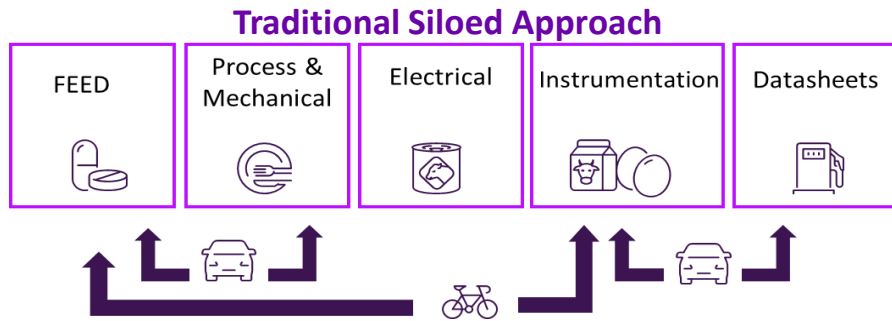 Traditional Siloed Approach
FEED
Process &
Mechanical
Electrical
Instrumentation
Datasheets